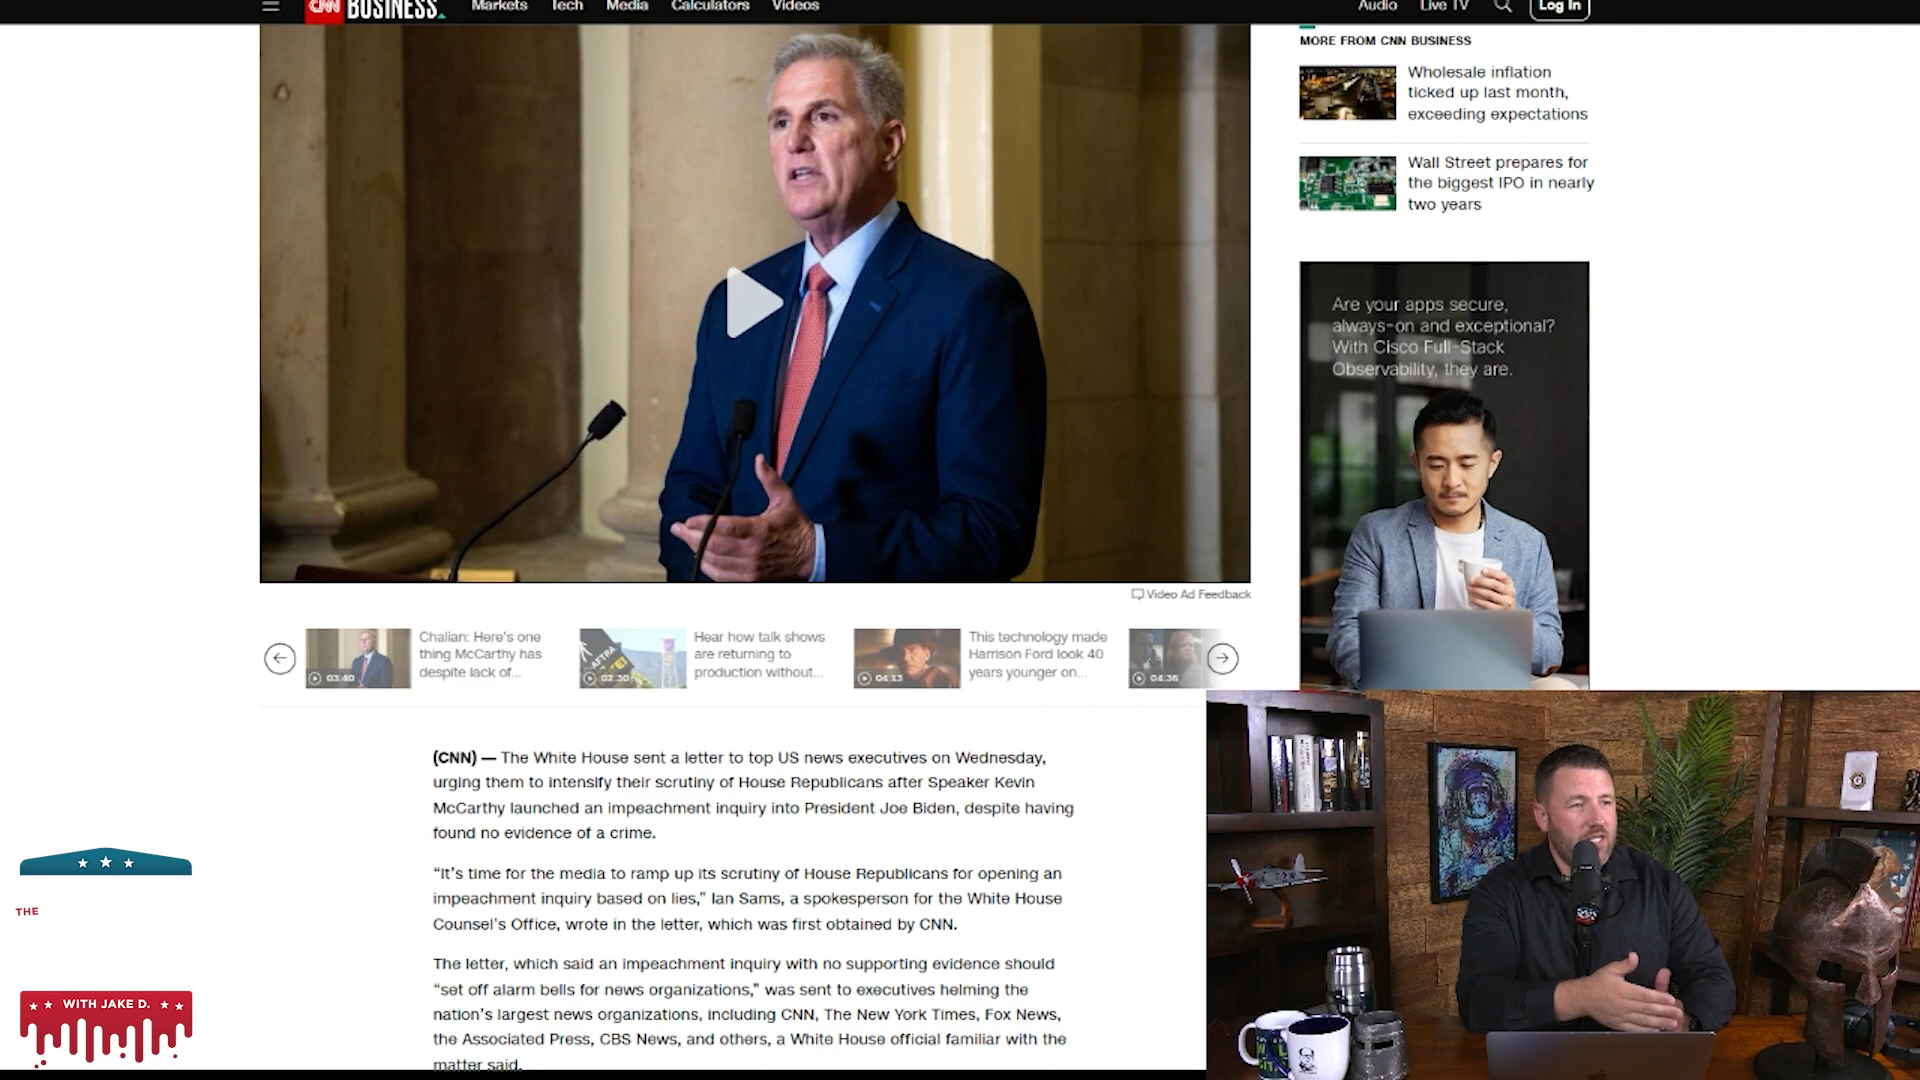 CNN BUSINESS
Markets Tech Media Calculators Videos
Audio Live TV Log In
MORE FROM CNN BUSINESS
Wholesale inflation
ticked up last month,
exceeding expectations
Wall Street prepares for
the biggest IPO in nearly
two years
Are your apps secure,
always-on and exceptional?
With Cisco Full-Stack
Observability, they are.
Video Ad Feedback
03:40
Chalian: Here's one
thing McCarthy has
despite lack of...
02:30
Hear how talk shows
are returning to
production without...
04:13
This technology made
Harrison Ford look 40
years younger on...
04:36
(CNN) — The White House sent a letter to top US news executives on Wednesday,
urging them to intensify their scrutiny of House Republicans after Speaker Kevin
McCarthy launched an impeachment inquiry into President Joe Biden, despite having
found no evidence of a crime.
“It’s time for the media to ramp up its scrutiny of House Republicans for opening an
impeachment inquiry based on lies,” Ian Sams, a spokesperson for the White House
Counsel’s Office, wrote in the letter, which was first obtained by CNN.
The letter, which said an impeachment inquiry with no supporting evidence should
“set off alarm bells for news organizations,” was sent to executives helming the
nation’s largest news organizations, including CNN, The New York Times, Fox News,
the Associated Press, CBS News, and others, a White House official familiar with the
matter said.
THE
WITH JAKE D.